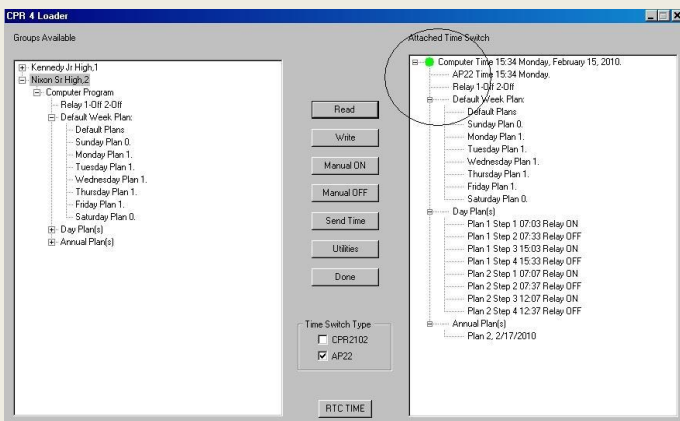 CPR 4 Loader
Groups Available
Kennedy Jr High,1
Nixon Sr High,2
Computer Program
Relay 1-Off 2-Off
Default Week Plan:
Default Plans
Sunday Plan 0.
Monday Plan 1.
Tuesday Plan 1.
Wednesday Plan 1.
Thursday Plan 1.
Friday Plan 1.
Saturday Plan 0.
Day Plan(s)
Annual Plan(s)
Read
Write
Manual ON
Manual OFF
Send Time
Utilities
Done
Time Switch Type
CPR2102
AP22
RTC TIME
Attached Time Switch
Computer Time 15:34 Monday, February 15, 2010.
AP22 Time 15:34 Monday.
Relay 1-Off 2-Off
Default Week Plan:
Default Plans
Sunday Plan 0.
Monday Plan 1.
Tuesday Plan 1.
Wednesday Plan 1.
Thursday Plan 1.
Friday Plan 1.
Saturday Plan 0.
Day Plan(s)
Plan 1 Step 1 07:03 Relay ON
Plan 1 Step 2 07:33 Relay OFF
Plan 1 Step 3 15:03 Relay ON
Plan 1 Step 4 15:33 Relay OFF
Plan 2 Step 1 07:07 Relay ON
Plan 2 Step 2 07:37 Relay OFF
Plan 2 Step 3 12:07 Relay ON
Plan 2 Step 4 12:37 Relay OFF
Annual Plan(s)
Plan 2, 2/17/2010